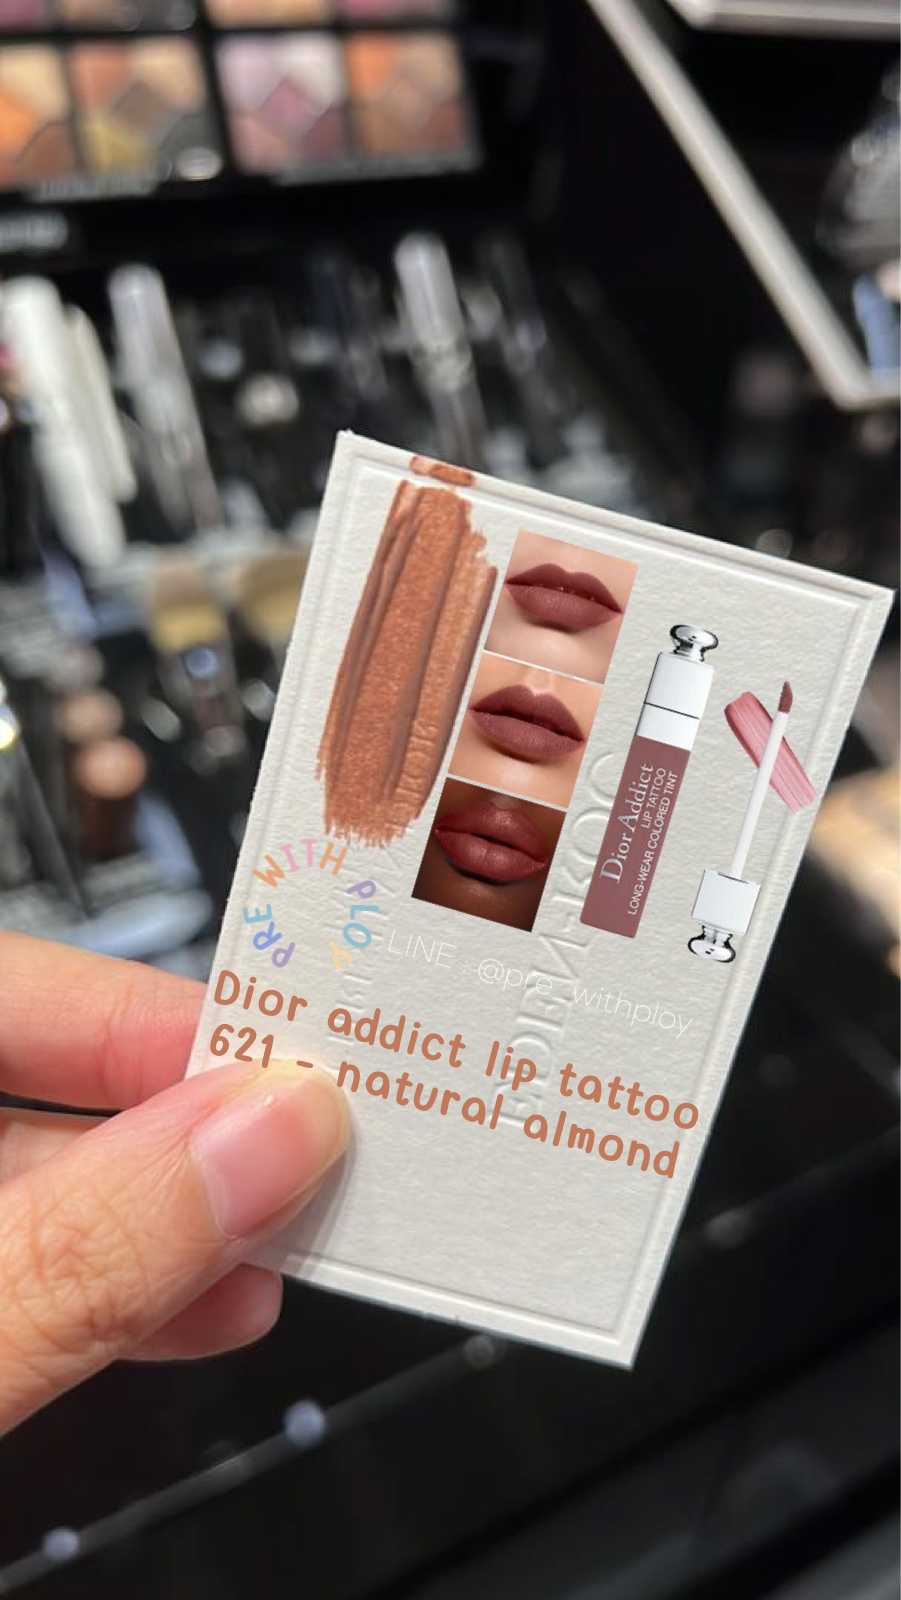 PRE WITH PLOY
LINE : @pre_withploy
Dior addict lip tattoo
621 - natural almond
Dior Addict
LIP TATTOO
LONG-WEAR COLORED TINT